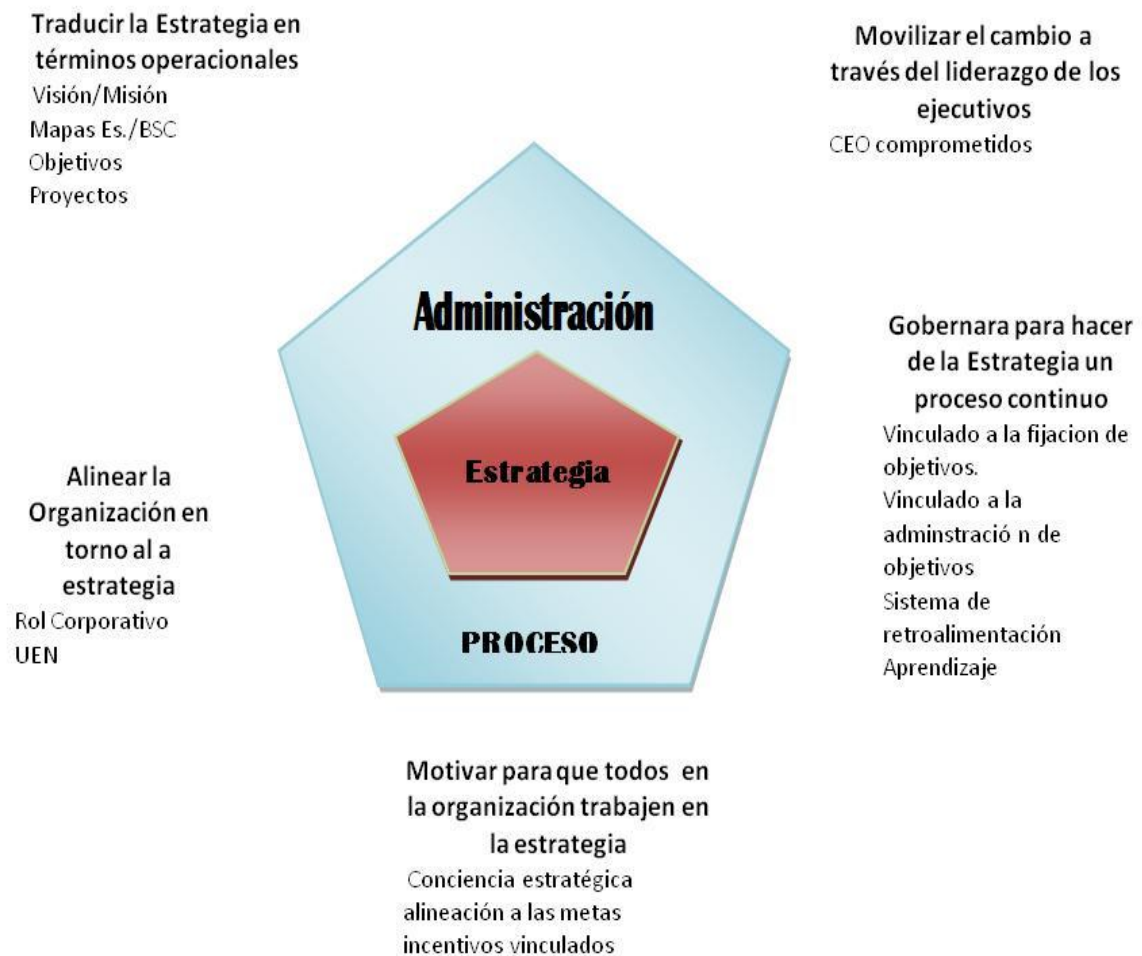 Traducir la Estrategia en
términos operacionales
Visión/Misión
Mapas Es./BSC
Objetivos
Proyectos
Movilizar el cambio a
través del liderazgo de los
ejecutivos
CEO comprometidos
Administración
Estrategia
PROCESO
Gobernara para hacer
de la Estrategia un
proceso continuo
Vinculado a la fijacion de
objetivos.
Vinculado a la
adminstració n de
objetivos
Sistema de
retroalimentación
Aprendizaje
Alinear la
Organización en
torno al a
estrategia
Rol Corporativo
UEN
Motivar para que todos en
la organización trabajen en
la estrategia
Conciencia estratégica
alineación a las metas
incentivos vinculados